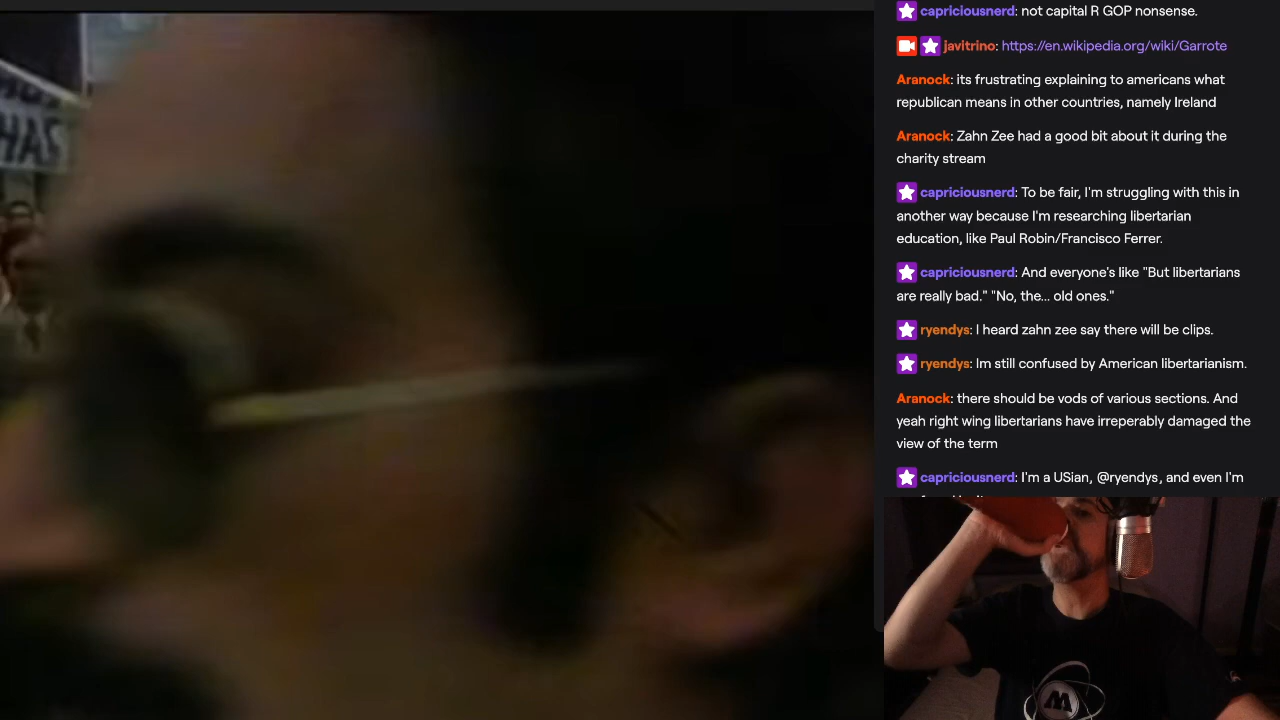 HAS
capriciousnerd: not capital R GOP nonsense.
javitrino: https://en.wikipedia.org/wiki/Garrote
Aranock: its frustrating explaining to americans what
republican means in other countries, namely Ireland
Aranock: Zahn Zee had a good bit about it during the
charity stream
capriciousnerd: To be fair, I'm struggling with this in
another way because I'm researching libertarian
education, like Paul Robin/Francisco Ferrer.
capriciousnerd: And everyone's like "But libertarians
are really bad." "No, the... old ones."
ryendys: I heard zahn zee say there will be clips.
ryendys: Im still confused by American libertarianism.
Aranock: there should be vods of various sections. And
yeah right wing libertarians have irreperably damaged the
view of the term
capriciousnerd: I'm a USian, @ryendys, and even I'm
M